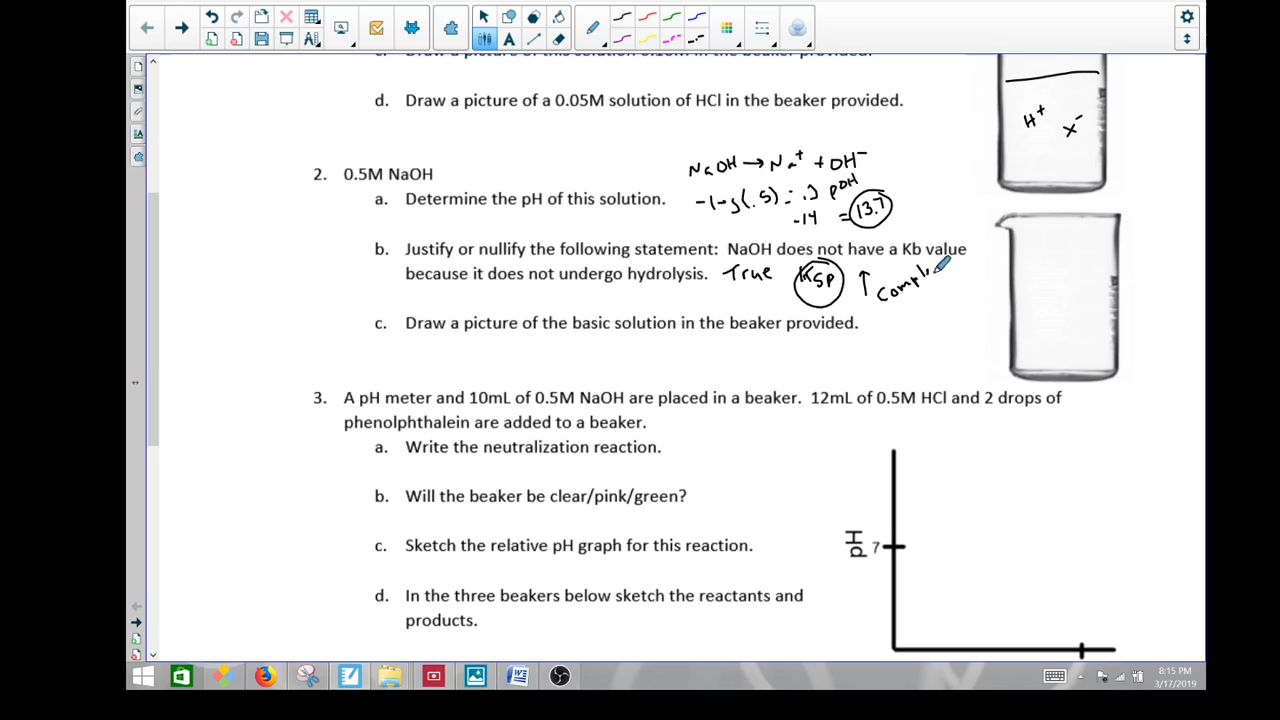 d. Draw a picture of a 0.05M solution of HCl in the beaker provided.
H+ X-
2. 0.5M NaOH
NaOH → Na+ + OH-
a. Determine the pH of this solution.
-log(.5) = .3 pOH
-14 = 13.7
b. Justify or nullify the following statement: NaOH does not have a Kb value
because it does not undergo hydrolysis. True Ksp ↑ Compl
c. Draw a picture of the basic solution in the beaker provided.
3. A pH meter and 10mL of 0.5M NaOH are placed in a beaker. 12mL of 0.5M HCl and 2 drops of
phenolphthalein are added to a beaker.
a. Write the neutralization reaction.
b. Will the beaker be clear/pink/green?
c. Sketch the relative pH graph for this reaction.
pH 7
d. In the three beakers below sketch the reactants and
products.
8:15 PM
3/17/2019